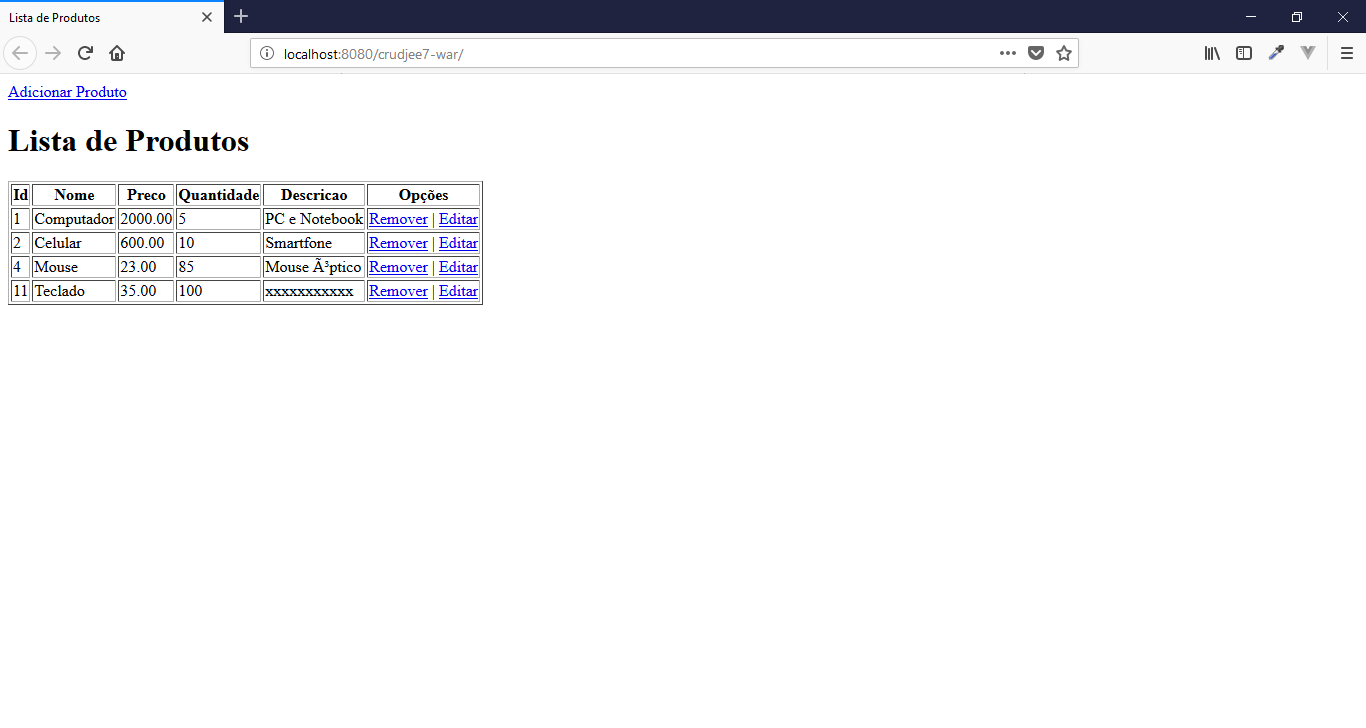 Lista de Produtos
localhost:8080/crudjee7-war/
Adicionar Produto
Lista de Produtos
Id Nome Preco Quantidade Descricao Opções
1 Computador 2000.00 5 PC e Notebook Remover | Editar
2 Celular 600.00 10 Smartfone Remover | Editar
4 Mouse 23.00 85 Mouse Ã³ptico Remover | Editar
11 Teclado 35.00 100 xxxxxxxxxxx Remover | Editar